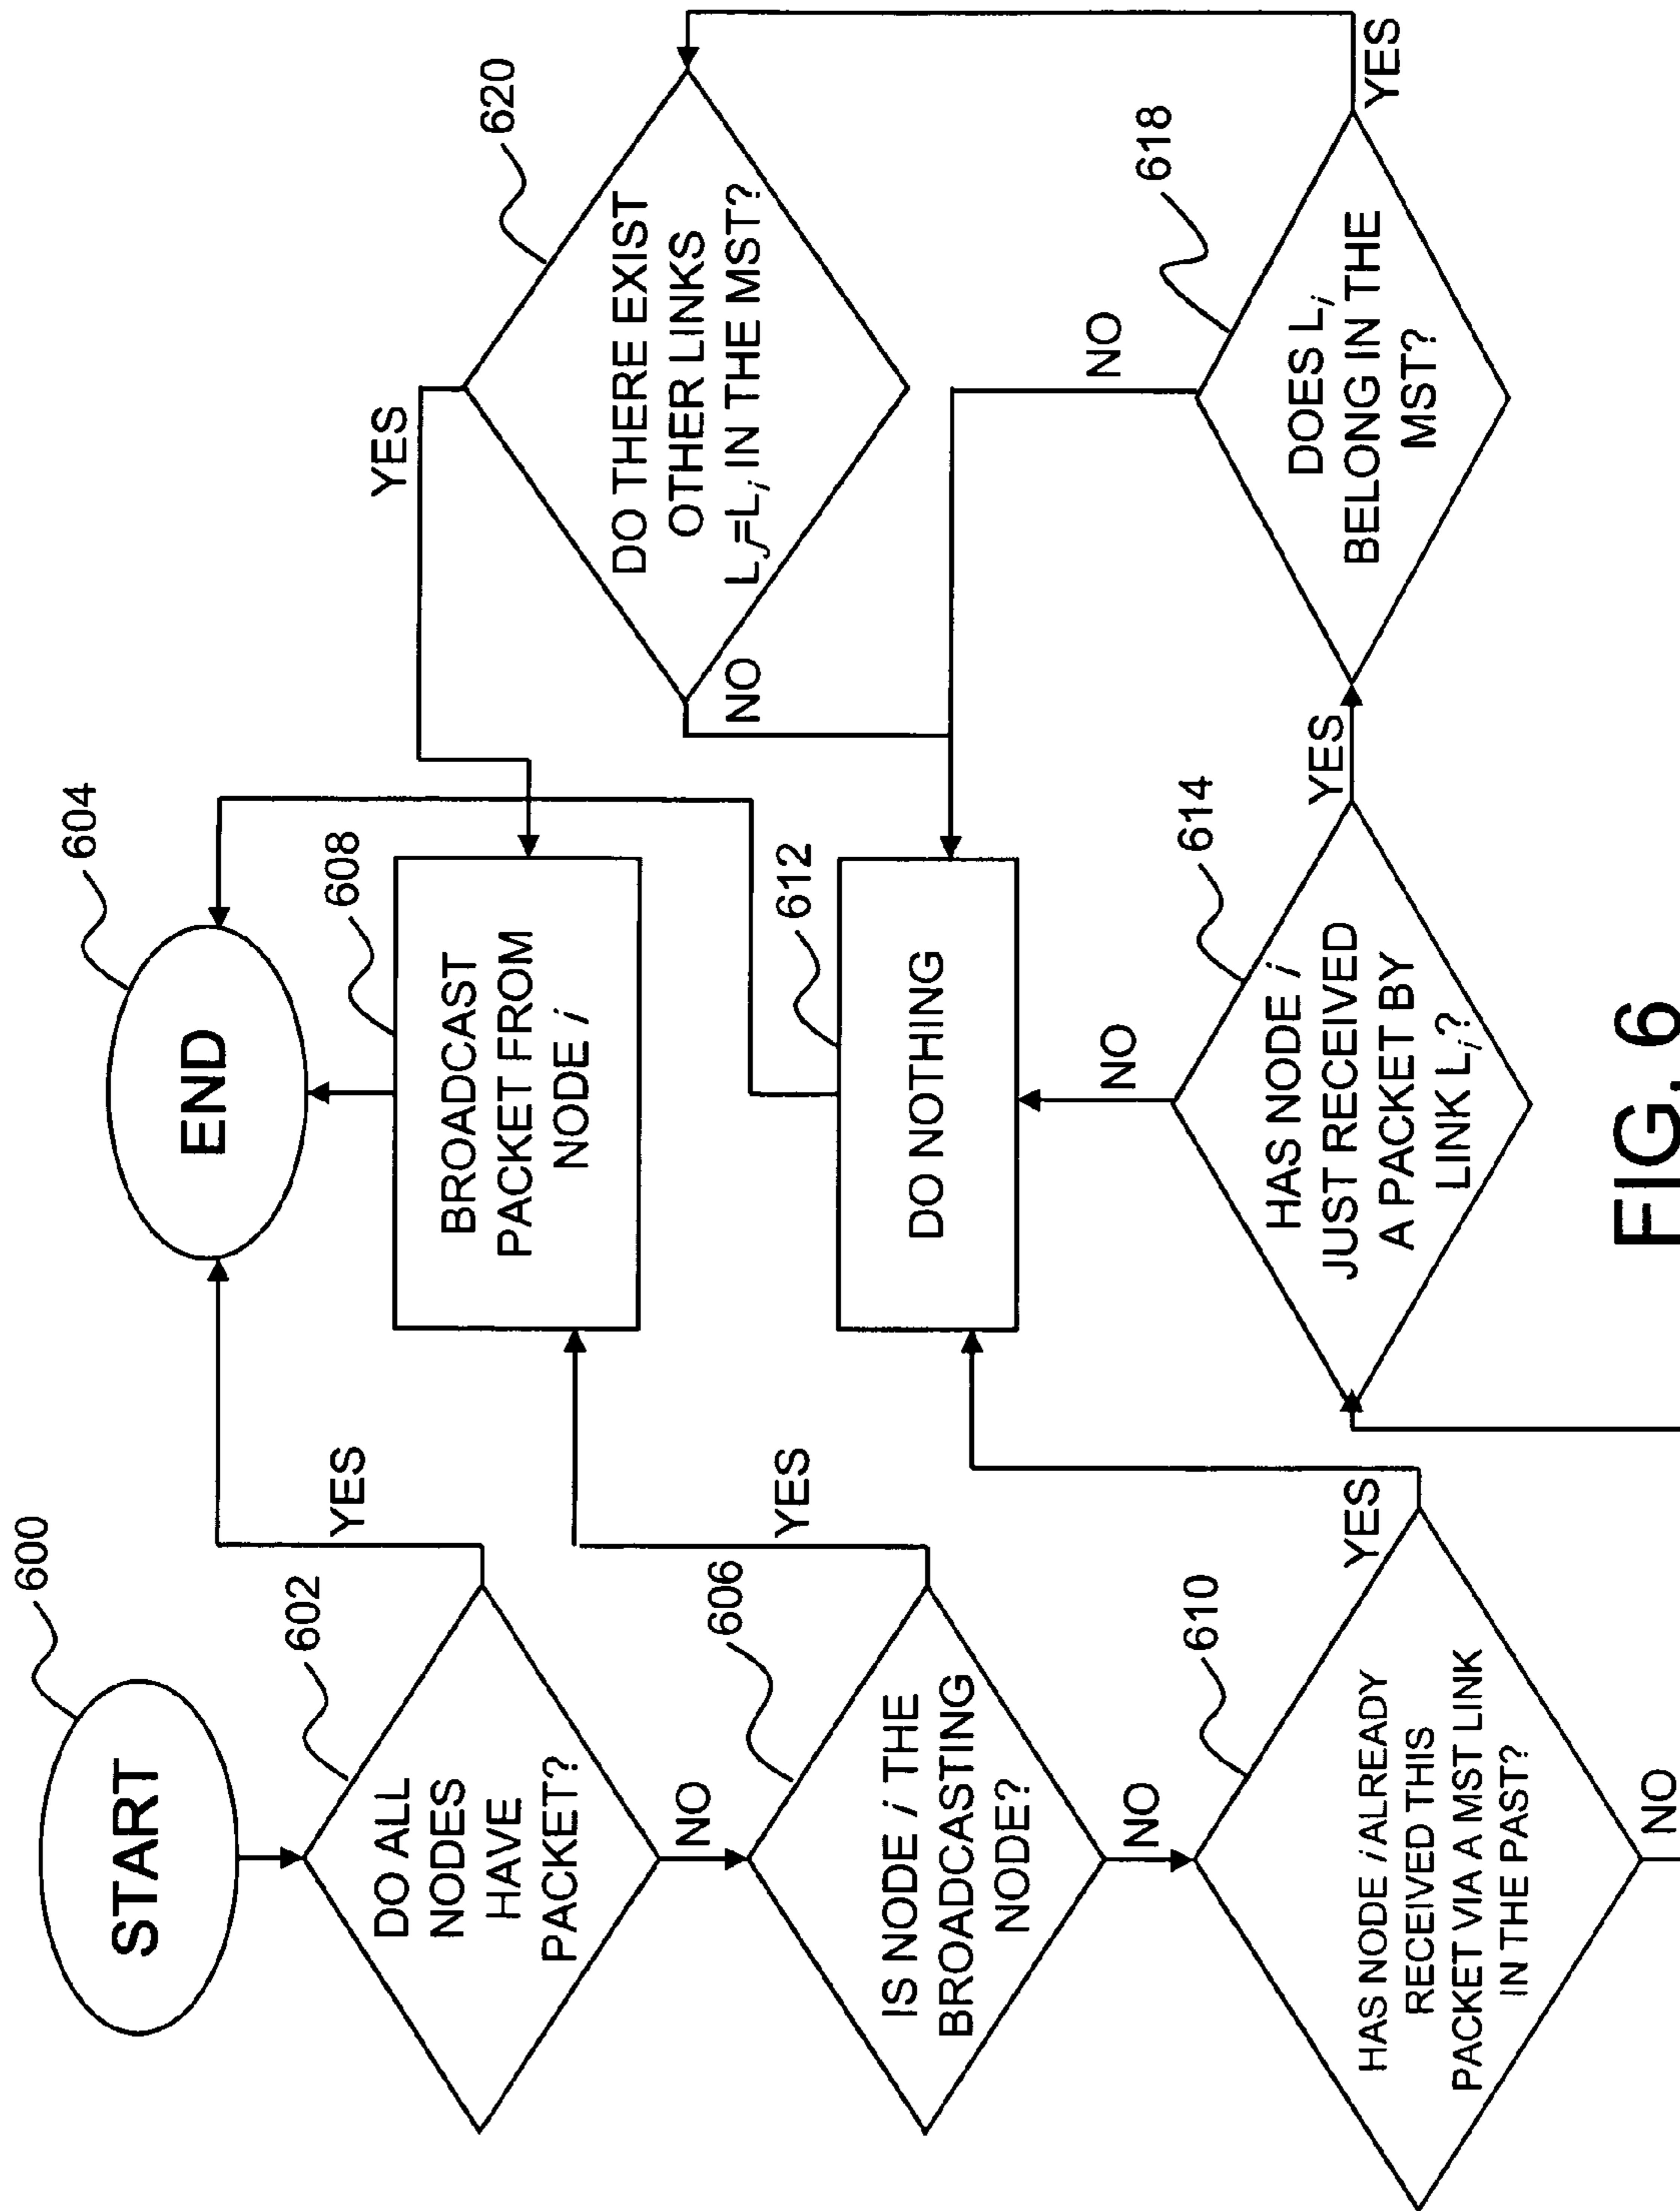 600
START
602
DO ALL
NODES
HAVE
PACKET?
YES
NO
604
END
606
IS NODE i THE
BROADCASTING
NODE?
YES
NO
608
BROADCAST
PACKET FROM
NODE i
610
HAS NODE i ALREADY
RECEIVED THIS
PACKET VIA A MST LINK
IN THE PAST?
YES
NO
612
DO NOTHING
614
HAS NODE i
JUST RECEIVED
A PACKET BY
LINK Li?
NO
YES
618
DOES Li
BELONG IN THE
MST?
NO
YES
620
DO THERE EXIST
OTHER LINKS
Lj=Li IN THE MST?
YES
NO
FIG. 6